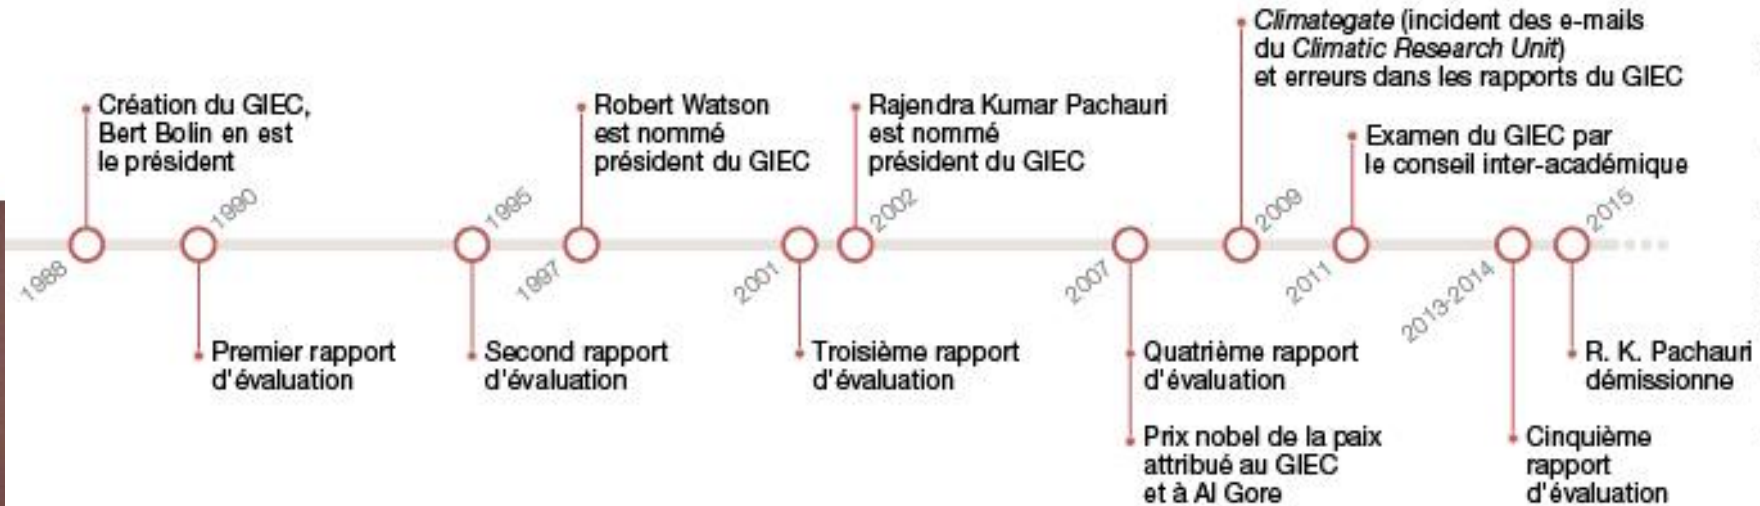 Climategate (incident des e-mails
du Climatic Research Unit)
et erreurs dans les rapports du GIEC
Création du GIEC,
Bert Bolin en est
le président
Robert Watson
est nommé
président du GIEC
Rajendra Kumar Pachauri
est nommé
président du GIEC
Examen du GIEC par
le conseil inter-académique
1988
1990
1995
1997
2001
2002
2007
2009
2011
2013-2014
2015
Premier rapport
d'évaluation
Second rapport
d'évaluation
Troisième rapport
d'évaluation
Quatrième rapport
d'évaluation
Prix nobel de la paix
attribué au GIEC
et à Al Gore
Cinquième
rapport
d'évaluation
R. K. Pachauri
démissionne